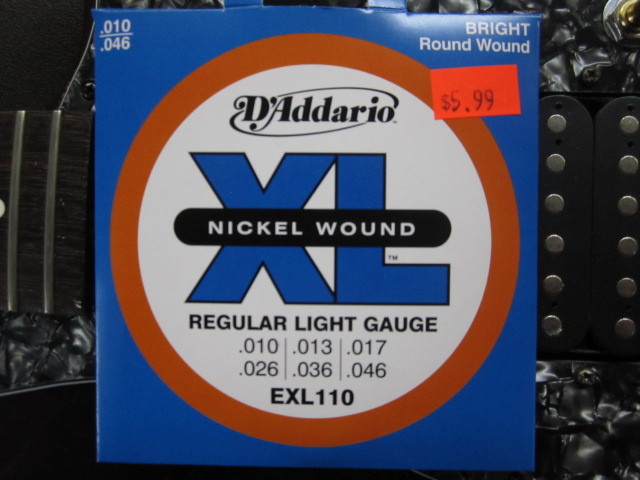 .010
.046
BRIGHT
Round Wound
$5.99
D'Addario
XL
NICKEL WOUND
TM
REGULAR LIGHT GAUGE
.010 .013 .017
.026 .036 .046
EXL110